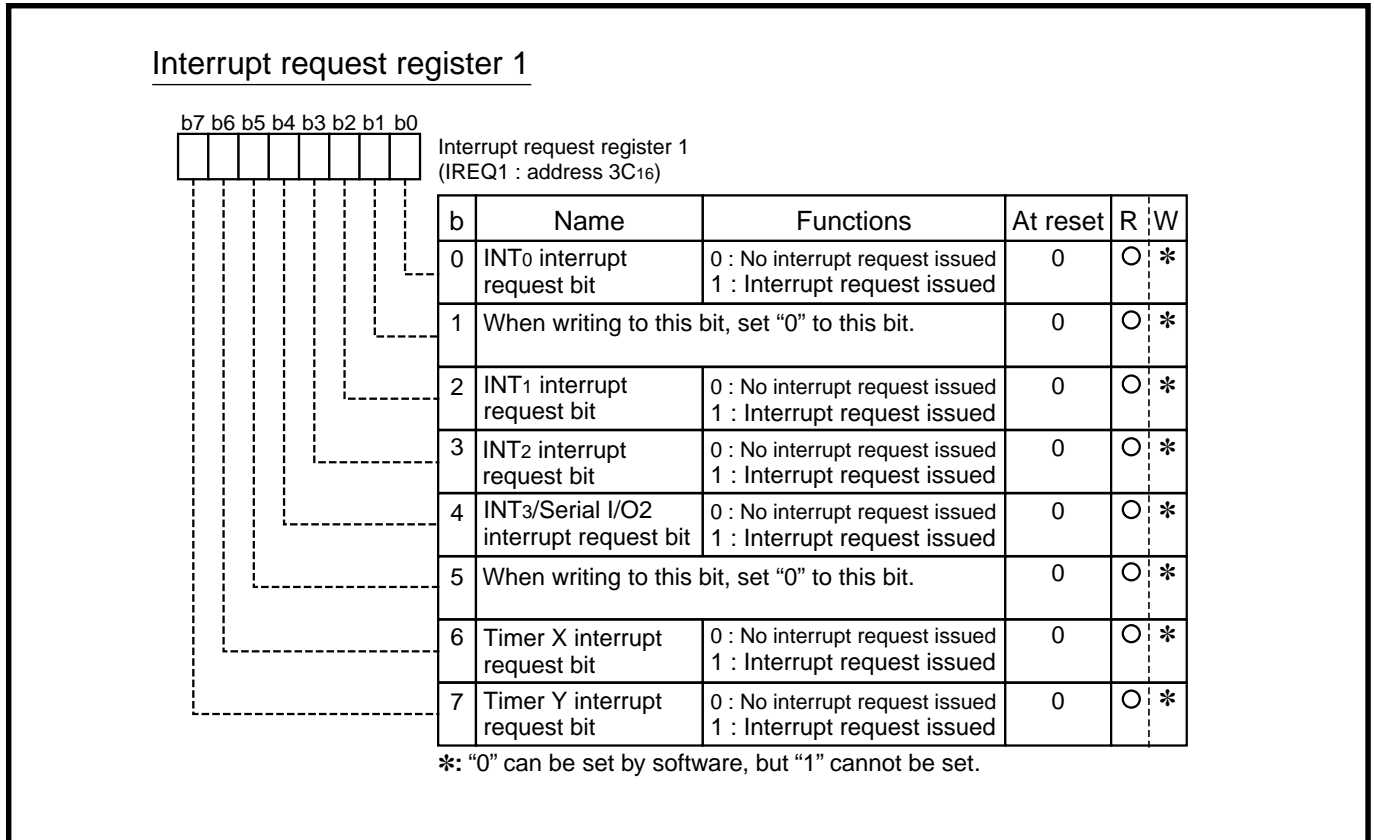 Interrupt request register 1
b7 b6 b5 b4 b3 b2 b1 b0
Interrupt request register 1
(IREQ1 : address 3C16)
b Name Functions At reset R W
0 INT0 interrupt request bit 0 : No interrupt request issued 1 : Interrupt request issued 0 O ✻
1 When writing to this bit, set “0” to this bit. 0 O ✻
2 INT1 interrupt request bit 0 : No interrupt request issued 1 : Interrupt request issued 0 O ✻
3 INT2 interrupt request bit 0 : No interrupt request issued 1 : Interrupt request issued 0 O ✻
4 INT3/Serial I/O2 interrupt request bit 0 : No interrupt request issued 1 : Interrupt request issued 0 O ✻
5 When writing to this bit, set “0” to this bit. 0 O ✻
6 Timer X interrupt request bit 0 : No interrupt request issued 1 : Interrupt request issued 0 O ✻
7 Timer Y interrupt request bit 0 : No interrupt request issued 1 : Interrupt request issued 0 O ✻
✻: “0” can be set by software, but “1” cannot be set.